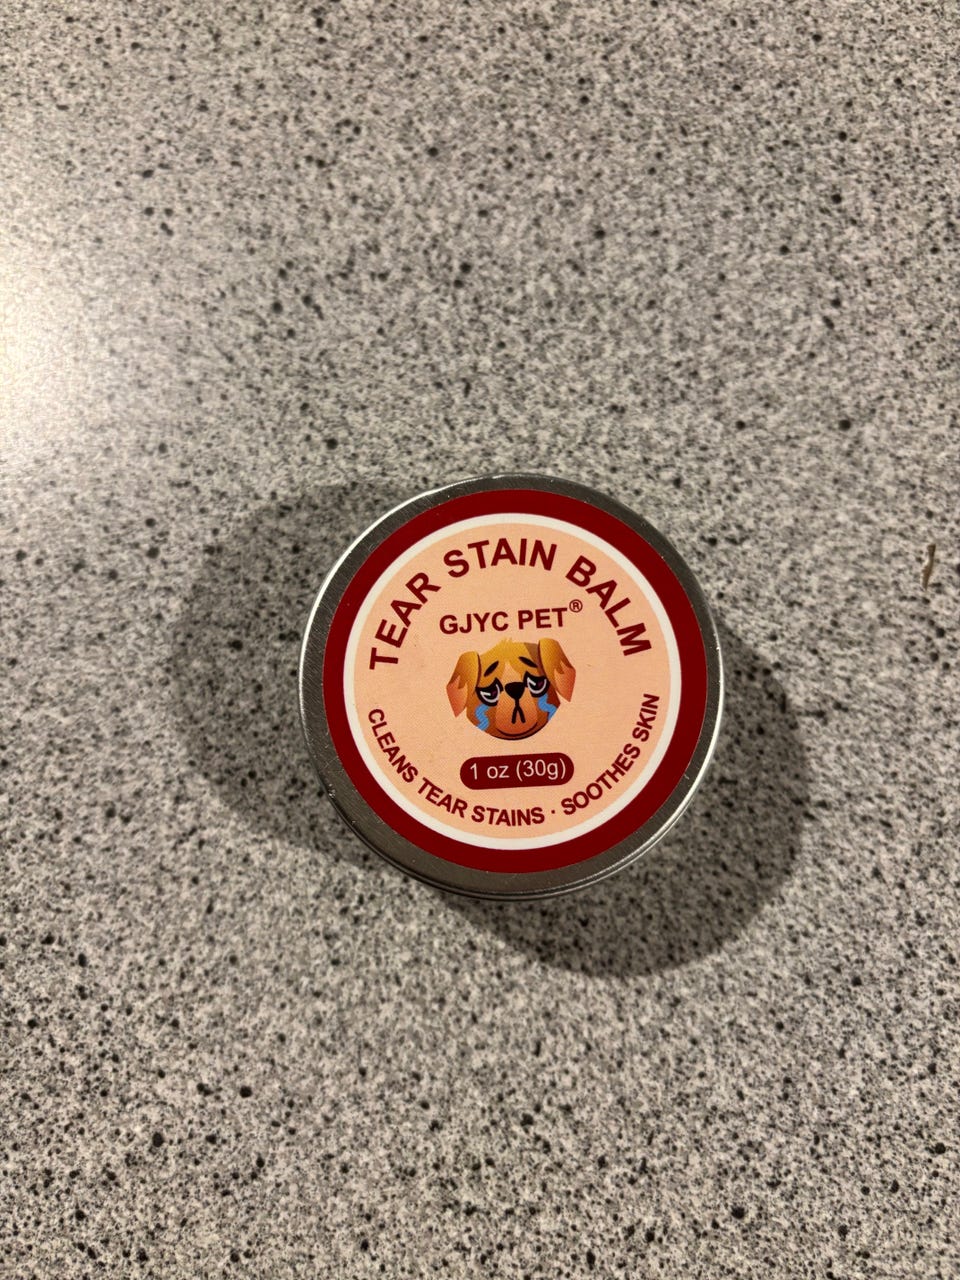 TEAR STAIN BALM
GJYC PET®
1 oz (30g)
CLEANS TEAR STAINS · SOOTHES SKIN